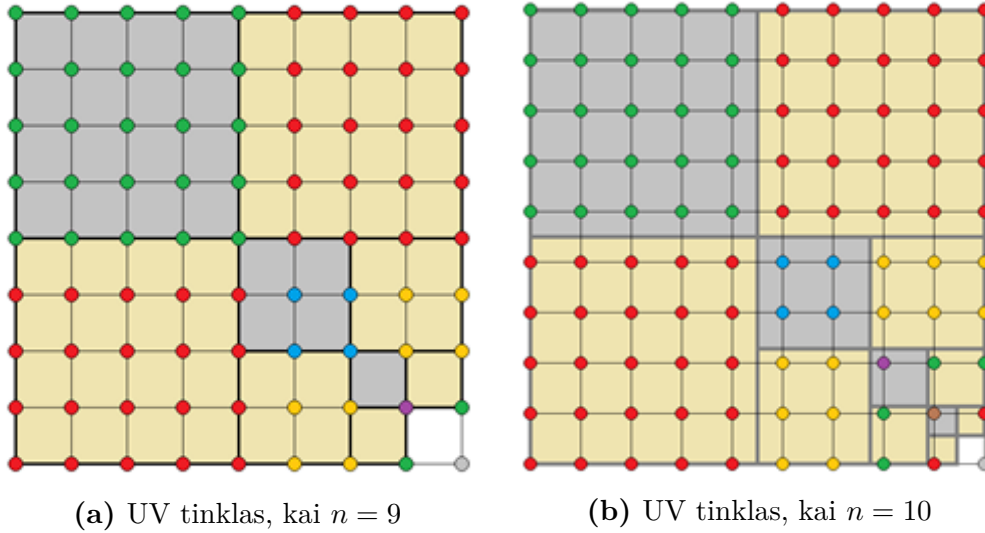 (a) UV tinklas, kai n = 9
(b) UV tinklas, kai n = 10